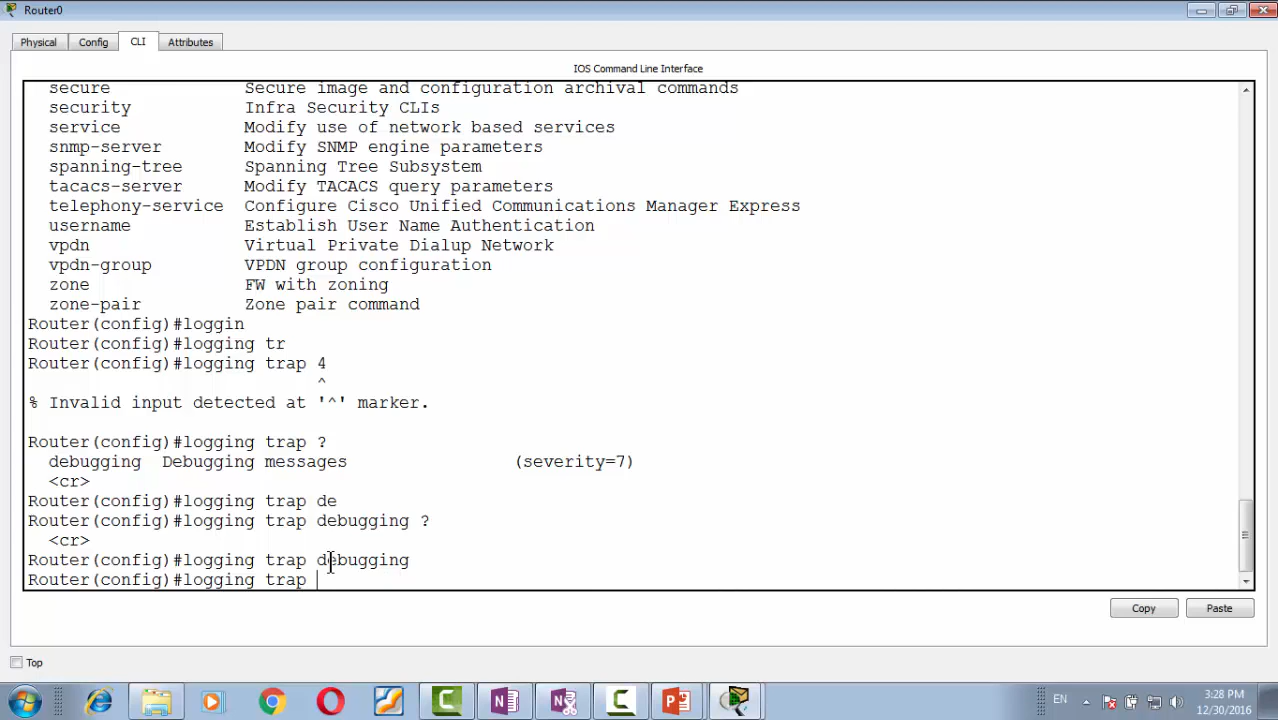 Router0
Physical
Config
CLI
Attributes
IOS Command Line Interface
secure Secure image and configuration archival commands
security Infra Security CLIs
service Modify use of network based services
snmp-server Modify SNMP engine parameters
spanning-tree Spanning Tree Subsystem
tacacs-server Modify TACACS query parameters
telephony-service Configure Cisco Unified Communications Manager Express
username Establish User Name Authentication
vpdn Virtual Private Dialup Network
vpdn-group VPDN group configuration
zone FW with zoning
zone-pair Zone pair command
Router(config)#loggin
Router(config)#logging tr
Router(config)#logging trap 4
^
% Invalid input detected at '^' marker.
Router(config)#logging trap ?
debugging Debugging messages (severity=7)
<cr>
Router(config)#logging trap de
Router(config)#logging trap debugging ?
<cr>
Router(config)#logging trap debugging
Router(config)#logging trap
Copy
Paste
Top
EN
3:28 PM
12/30/2016